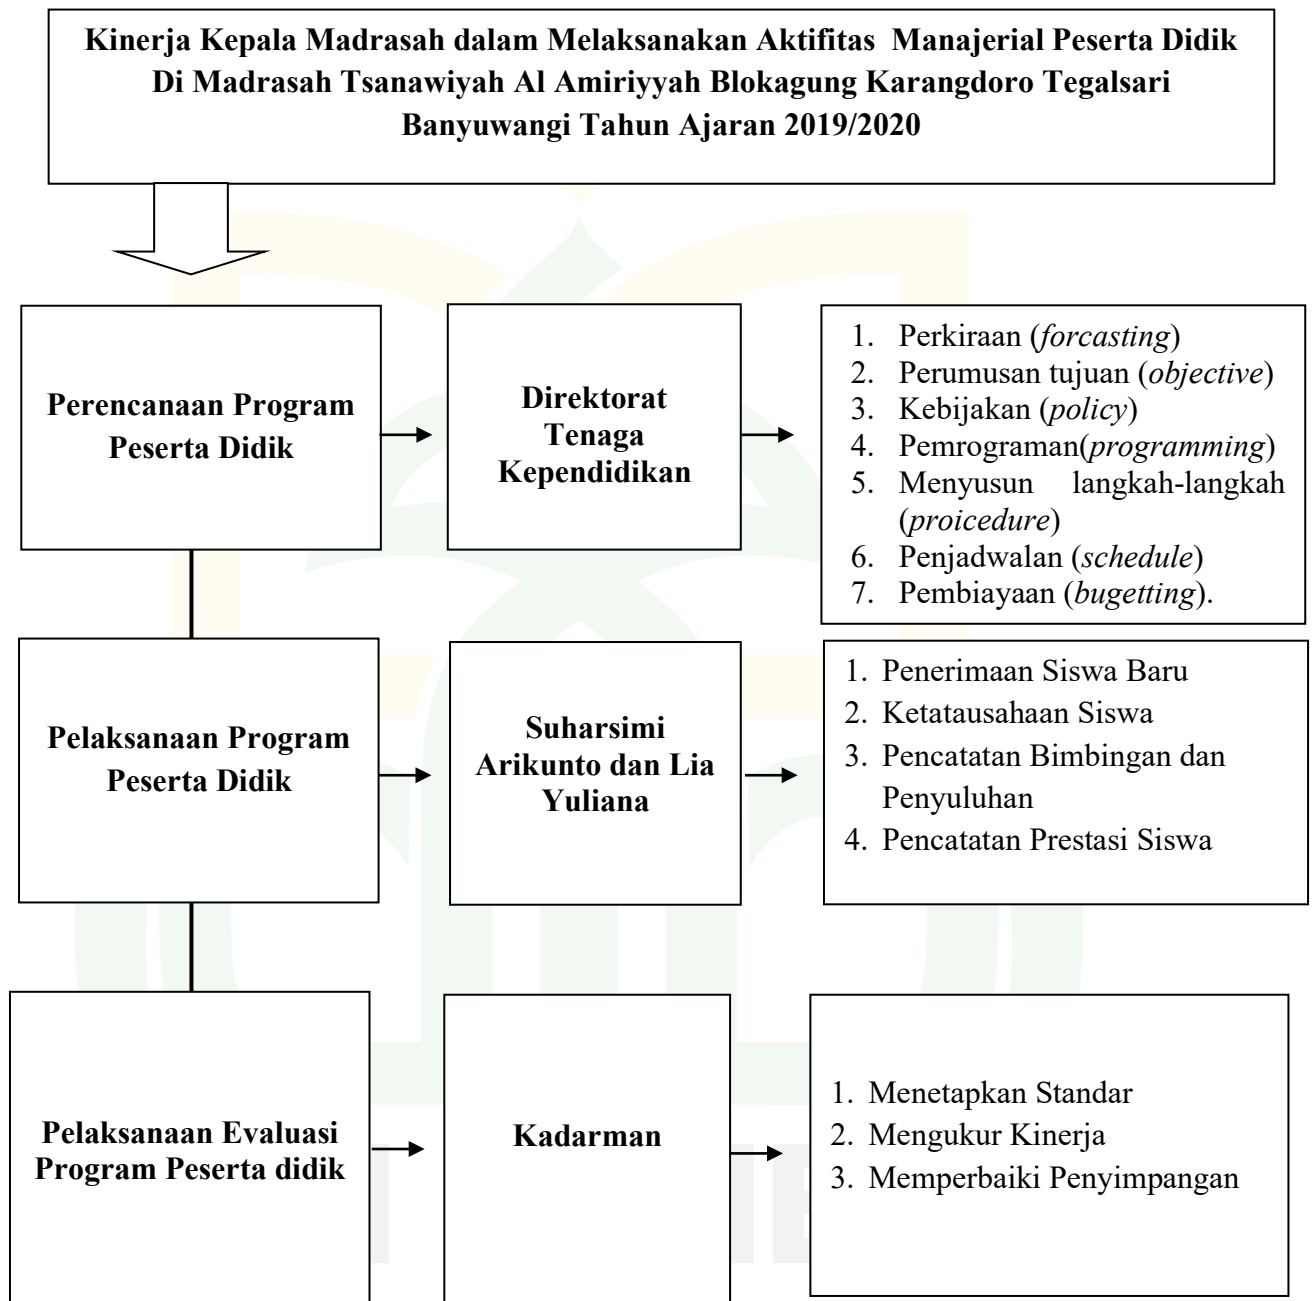 Kinerja Kepala Madrasah dalam Melaksanakan Aktifitas Manajerial Peserta Didik
Di Madrasah Tsanawiyah Al Amiriyyah Blokagung Karangdoro Tegalsari
Banyuwangi Tahun Ajaran 2019/2020
Perencanaan Program
Peserta Didik
Direktorat
Tenaga
Kependidikan
1. Perkiraan (forcasting)
2. Perumusan tujuan (objective)
3. Kebijakan (policy)
4. Pemrograman(programming)
5. Menyusun langkah-langkah
(proicedure)
6. Penjadwalan (schedule)
7. Pembiayaan (bugetting).
Pelaksanaan Program
Peserta Didik
Suharsimi
Arikunto dan Lia
Yuliana
1. Penerimaan Siswa Baru
2. Ketatausahaan Siswa
3. Pencatatan Bimbingan dan
Penyuluhan
4. Pencatatan Prestasi Siswa
Pelaksanaan Evaluasi
Program Peserta didik
Kadarman
1. Menetapkan Standar
2. Mengukur Kinerja
3. Memperbaiki Penyimpangan